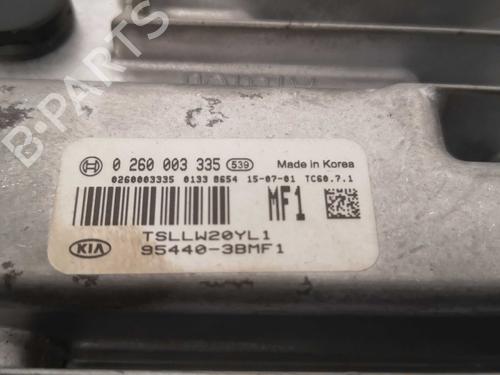 B-PARTS
0 260 003 335 539 Made in Korea
0260003335 0133 8654 15-07-01 TC60.7.1
MF1
TSLLW20YL1
KIA 95440-3BMF1